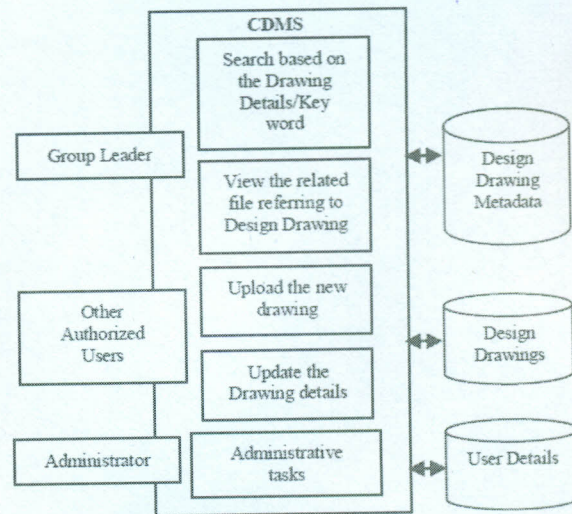 CDMS
Search based on
the Drawing
Details/Key
word
Group Leader
View the related
file referring to
Design Drawing
Design
Drawing
Metadata
Upload the new
drawing
Other
Authorized
Users
Design
Drawings
Update the
Drawing details
Administrator
Administrative
tasks
User Details